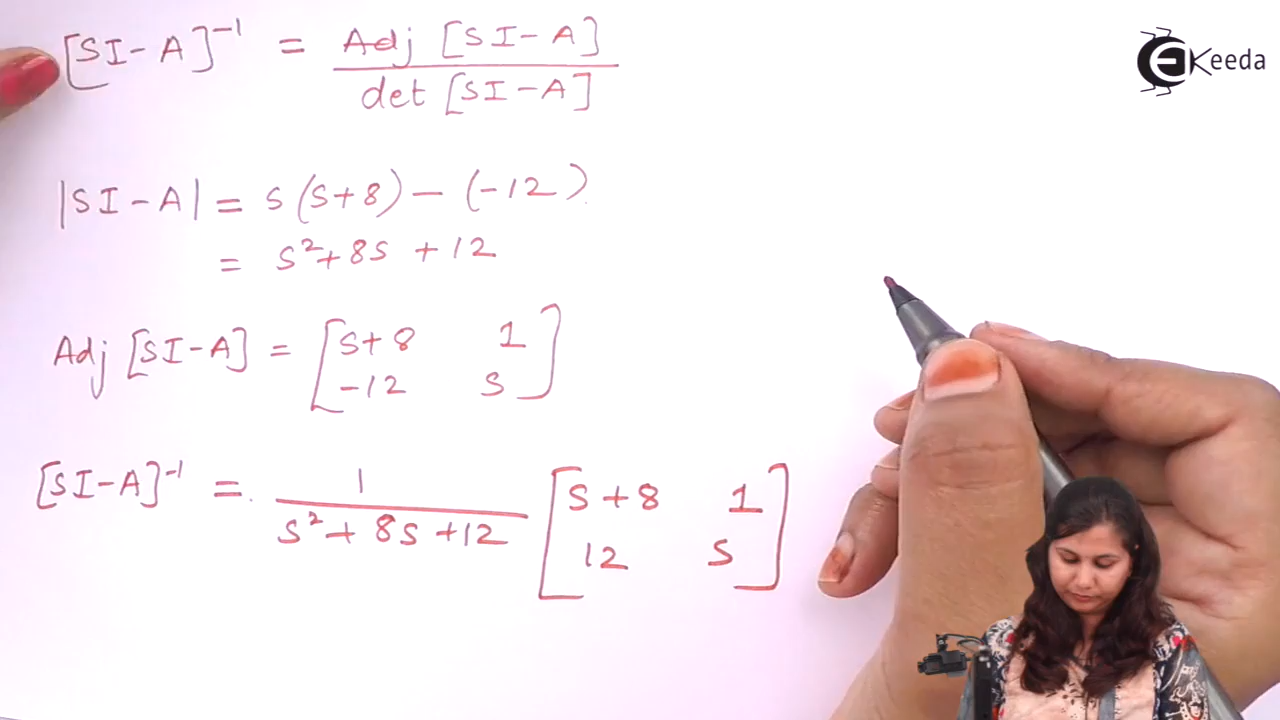 [SI-A]⁻¹ = Adj [SI-A] / det [SI-A]
EKeeda
|SI-A| = s(s+8) - (-12)
= s²+8s +12
Adj [SI-A] = [s+8 1
-12 s]
[SI-A]⁻¹ = 1 / s²+8s+12 [s+8 1
12 s]